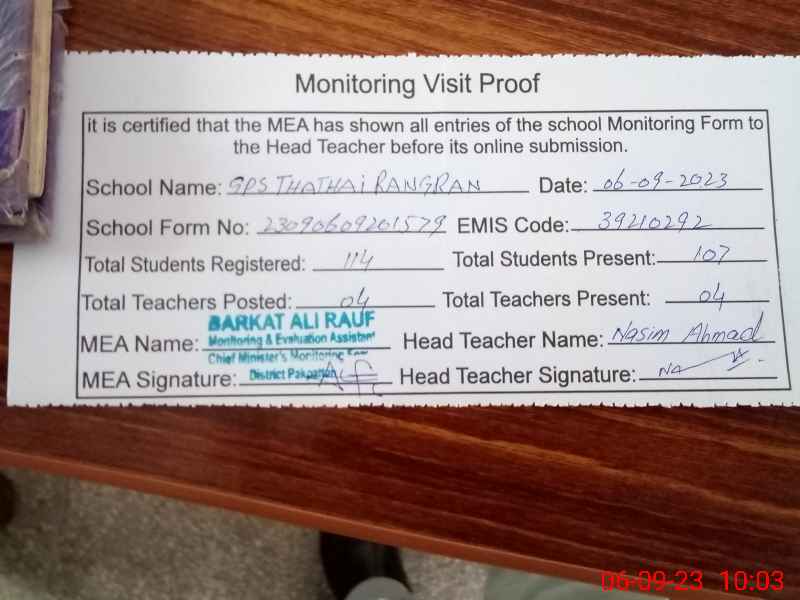 Monitoring Visit Proof
it is certified that the MEA has shown all entries of the school Monitoring Form to
the Head Teacher before its online submission.
School Name: GPS THATHAI RANGRAN Date: 06-09-2023
School Form No: 23090609201579 EMIS Code: 39210292
Total Students Registered: 114 Total Students Present: 107
Total Teachers Posted: 04 Total Teachers Present: 04
BARKAT ALI RAUF
MEA Name: Monitoring & Evaluation Assistant Head Teacher Name: Nasim Ahmad
Chief Minister's Monitoring
MEA Signature: District Pakpattan Head Teacher Signature: NA
06-09-23 10:03